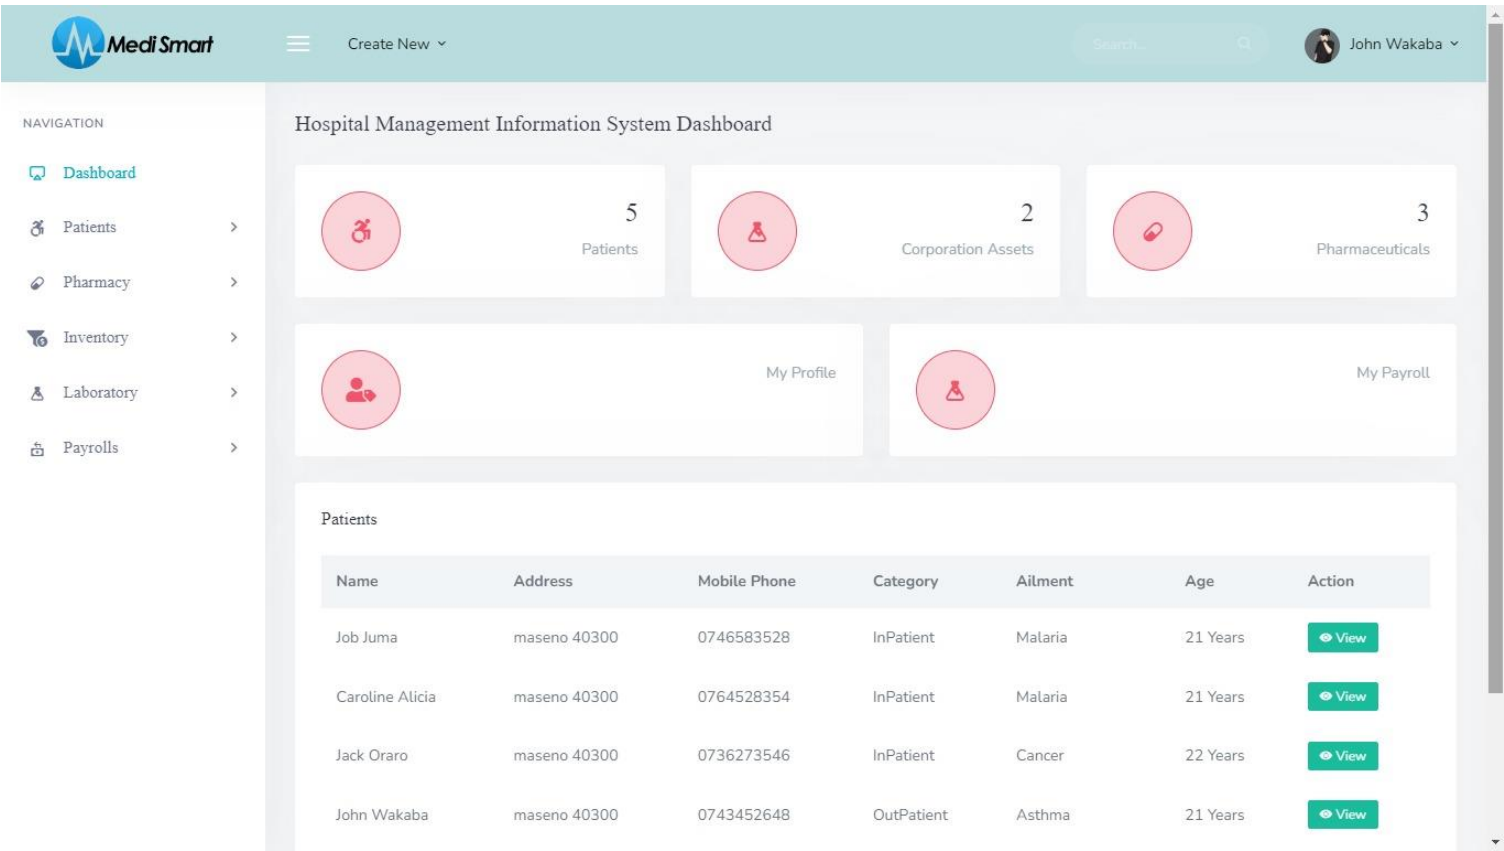 Medi Smart
Create New
Search...
John Wakaba
NAVIGATION
Dashboard
Patients
Pharmacy
Inventory
Laboratory
Payrolls
Hospital Management Information System Dashboard
5
Patients
2
Corporation Assets
3
Pharmaceuticals
My Profile
My Payroll
Patients
Name Address Mobile Phone Category Ailment Age Action
Job Juma maseno 40300 0746583528 InPatient Malaria 21 Years View
Caroline Alicia maseno 40300 0764528354 InPatient Malaria 21 Years View
Jack Oraro maseno 40300 0736273546 InPatient Cancer 22 Years View
John Wakaba maseno 40300 0743452648 OutPatient Asthma 21 Years View